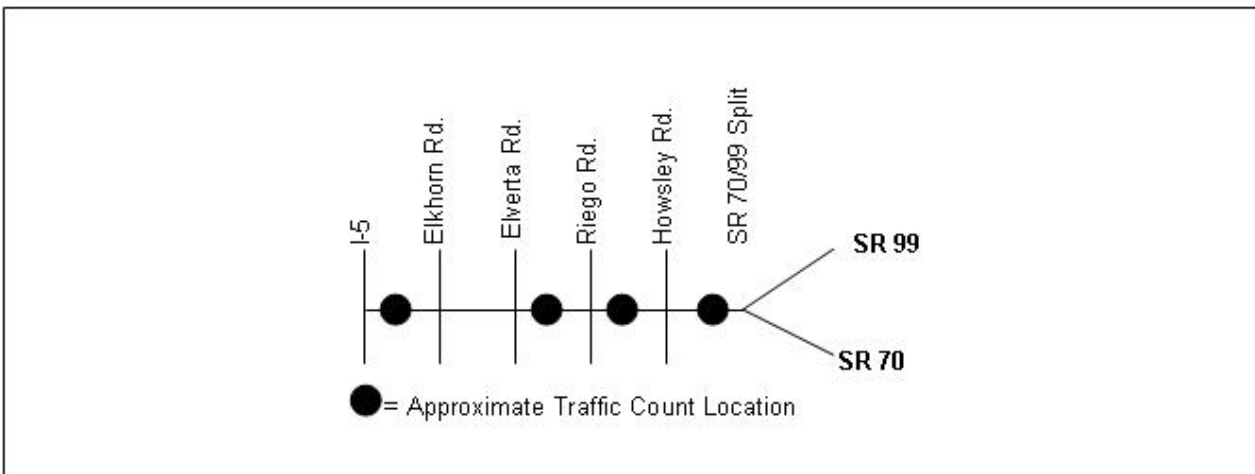 I-5
Elkhorn Rd.
Elverta Rd.
Riego Rd.
Howsley Rd.
SR 70/99 Split
SR 99
SR 70
= Approximate Traffic Count Location